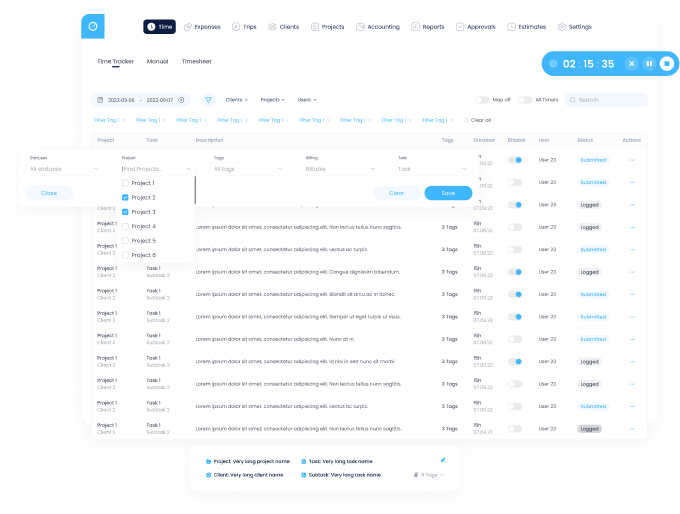 Time Expenses Trips Clients Projects Accounting Reports Approvals Estimates Settings
Time Tracker Manual Timesheet
02 : 15 : 35
2022-09-06 - 2022-09-07 Clients Projects Users Map off All Timers Search
Filter Tag 1 × Filter Tag 1 × Filter Tag 1 × Filter Tag 1 × Filter Tag 1 × Filter Tag 1 × Filter Tag 1 × Filter Tag 1 × Filter Tag 1 × Clear all
Project Task Description Tags Duration Billable User Status Actions
Statuses Project Tags Billing Task
All statuses Find Projects... All tags Billable Task
Close Clear Save
Project 1
Project 2
Project 3
Project 4
Project 5
Project 6
User 23 Submitted ...
07.09.22
User 23 Submitted ...
07.09.22
User 23 Logged ...
Client 2 07.09.22
Project 1 Lorem ipsum dolor sit amet, consectetur adipiscing elit. Non lectus tellus nunc sagittis. 3 Tags 15h User 23 Logged ...
Client 2 07.09.22
Project 1 Lorem ipsum dolor sit amet, consectetur adipiscing elit. Lectus ac turpis. 3 Tags 15h User 23 Submitted ...
Client 2 07.09.22
Project 1 Task 1 Lorem ipsum dolor sit amet, consectetur adipiscing elit. Congue dignissim bibendum. 3 Tags 15h User 23 Logged ...
Client 2 Subtask 2 07.09.22
Project 1 Task 1 Lorem ipsum dolor sit amet, consectetur adipiscing elit. Blandit sit arcu ac in donec. 3 Tags 15h User 23 Submitted ...
Client 2 Subtask 2 07.09.22
Project 1 Task 1 Lorem ipsum dolor sit amet, consectetur adipiscing elit. Semper ut eget turpis ut risus. 3 Tags 15h User 23 Submitted ...
Client 2 Subtask 2 07.09.22
Project 1 Task 1 Lorem ipsum dolor sit amet, consectetur adipiscing elit. Nunc at in. 3 Tags 15h User 23 Submitted ...
Client 2 Subtask 2 07.09.22
Project 1 Task 1 Lorem ipsum dolor sit amet, consectetur adipiscing elit. Id nisi in sed nunc sit morbi. 3 Tags 15h User 23 Logged ...
Client 2 Subtask 2 07.09.22
Project 1 Task 1 Lorem ipsum dolor sit amet, consectetur adipiscing elit. Non lectus tellus nunc sagittis. 3 Tags 15h User 23 Logged ...
Client 2 Subtask 2 07.09.22
Project 1 Task 1 Lorem ipsum dolor sit amet, consectetur adipiscing elit. Lectus ac turpis. 3 Tags 15h User 23 Submitted ...
Client 2 Subtask 2 07.09.22
Project 1 Task 1 Lorem ipsum dolor sit amet, consectetur adipiscing elit. Non lectus tellus nunc sagittis. 3 Tags 15h User 23 Logged ...
Client 2 Subtask 2 07.09.22
Project: Very long project name Task: Very long task name
Client: Very long client name Subtask: Very long task name 6 Tags